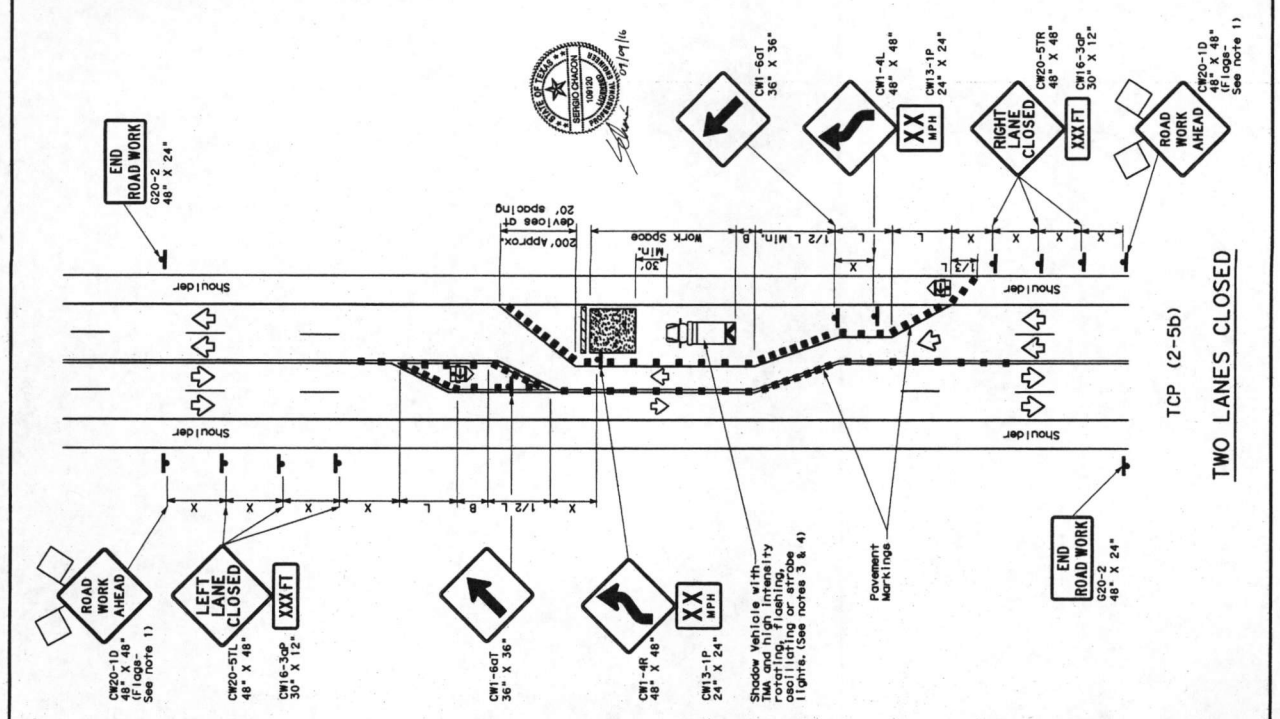 END
ROAD WORK
G20-2
48" X 24"
STATE OF TEXAS
SERGIO CHACON
109120
LICENSED
PROFESSIONAL ENGINEER
09/09/16
CW1-6aT
36" X 36"
CW1-4L
48" X 48"
XX
MPH
CW13-1P
24" X 24"
RIGHT
LANE
CLOSED
CW20-5TR
48" X 48"
XXX FT
CW16-3aP
30" X 12"
ROAD
WORK
AHEAD
CW20-1D
48" X 48"
(Flags-
See note 1)
Shoulder
Shoulder
200' Approx.
devices at
20' spacing
Work Space
30'
Min.
B
1/2 L Min.
L
X
L
1/3 L
X
X
X
X
Shoulder
Shoulder
X
X
X
X
L
B
1/2 L
X
ROAD
WORK
AHEAD
CW20-1D
48" X 48"
(Flags-
See note 1)
LEFT
LANE
CLOSED
CW20-5TL
48" X 48"
XXX FT
CW16-3aP
30" X 12"
CW1-6aT
36" X 36"
CW1-4R
48" X 48"
XX
MPH
CW13-1P
24" X 24"
Shadow Vehicle with
TMA and high intensity
rotating, flashing,
oscillating or strobe
lights. (See notes 3 & 4)
Pavement
Markings
END
ROAD WORK
G20-2
48" X 24"
TCP (2-5b)
TWO LANES CLOSED